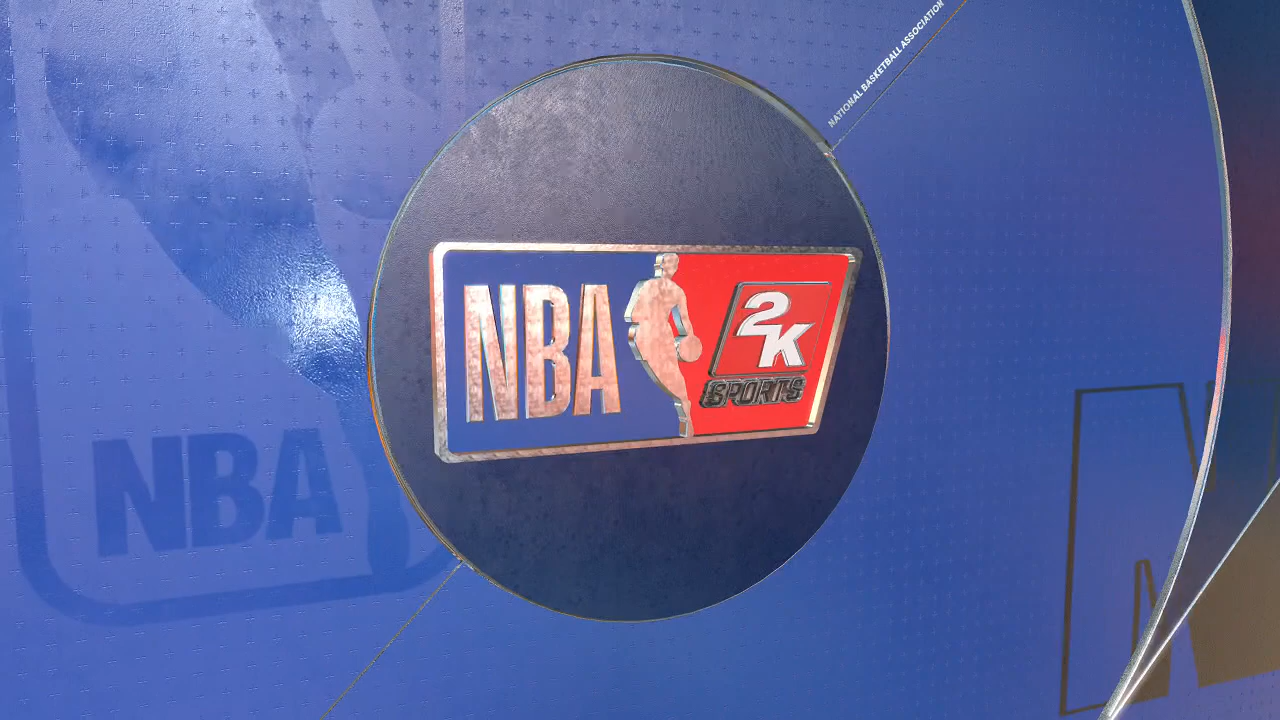 NATIONAL BASKETBALL ASSOCIATION
NBA
2K
SPORTS
NBA
N